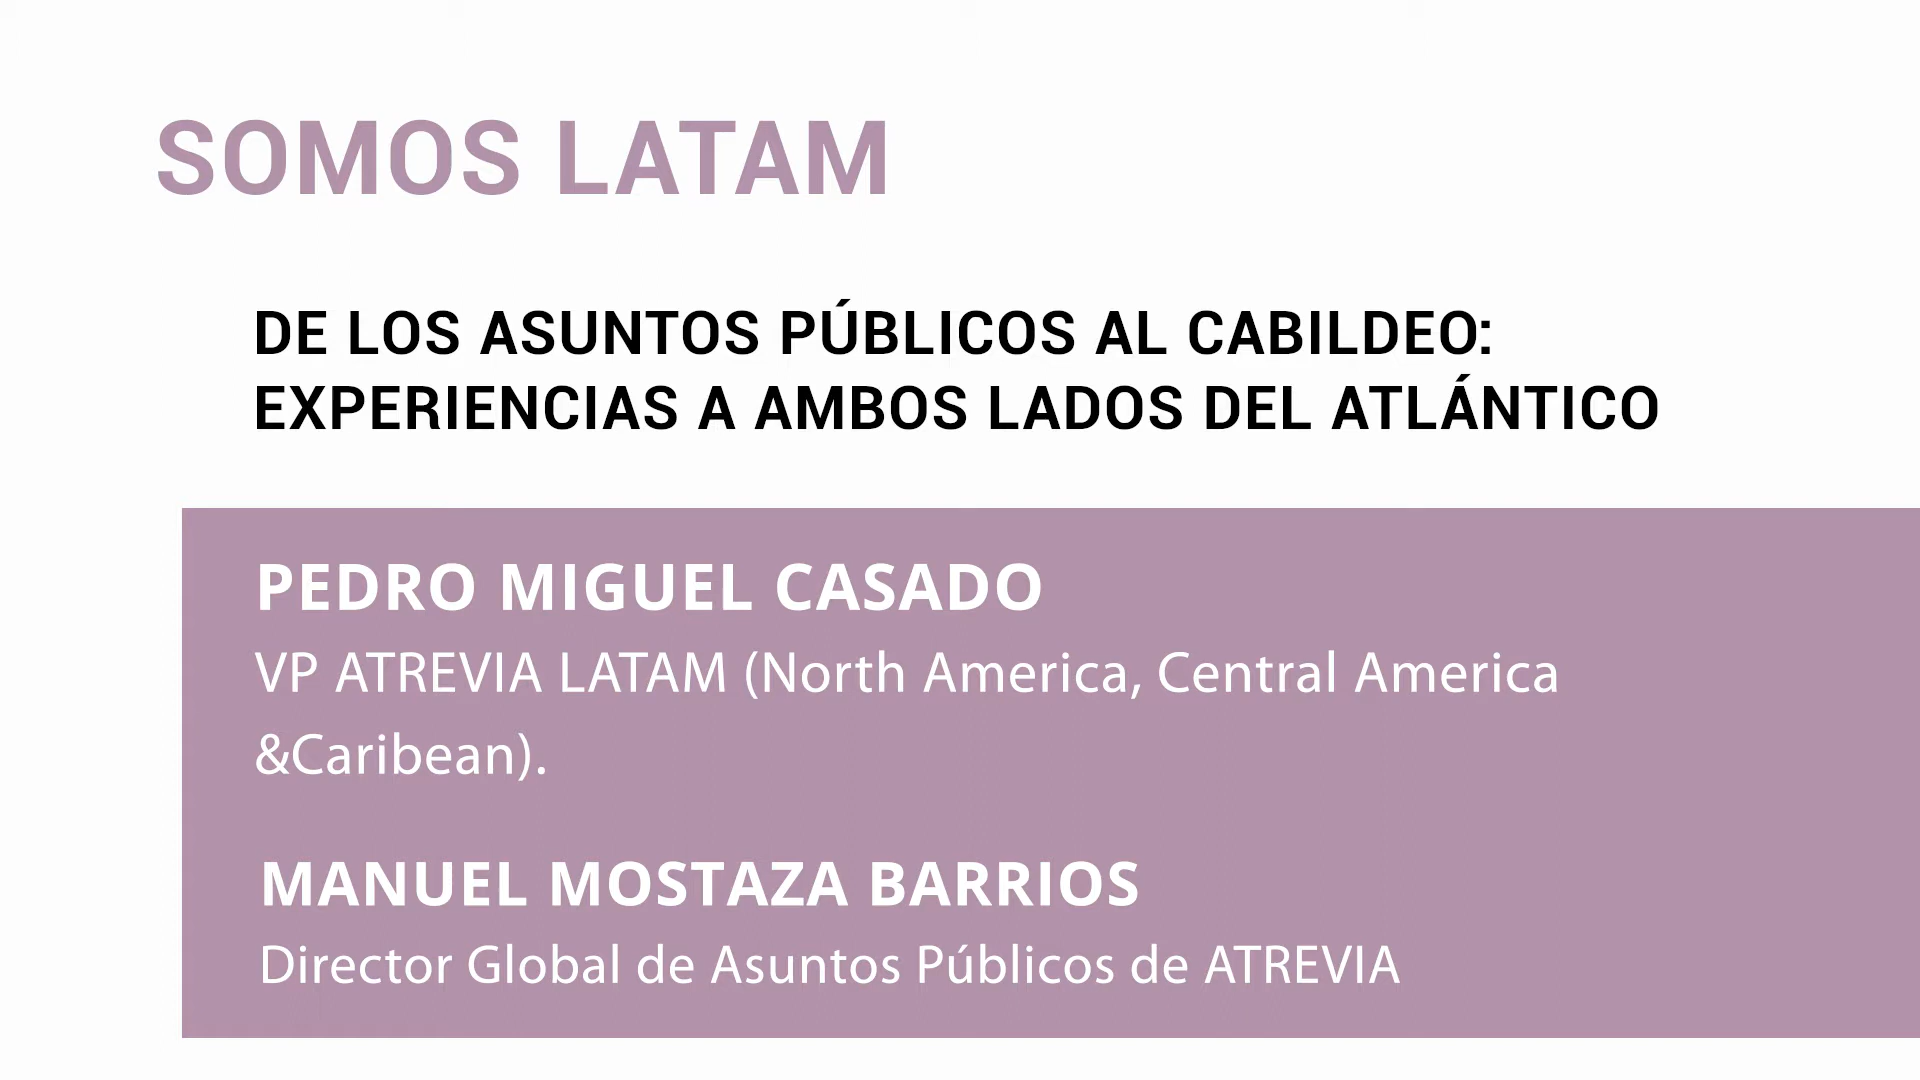 SOMOS LATAM
DE LOS ASUNTOS PÚBLICOS AL CABILDEO:
EXPERIENCIAS A AMBOS LADOS DEL ATLÁNTICO
PEDRO MIGUEL CASADO
VP ATREVIA LATAM (North America, Central America
&Caribean).
MANUEL MOSTAZA BARRIOS
Director Global de Asuntos Públicos de ATREVIA